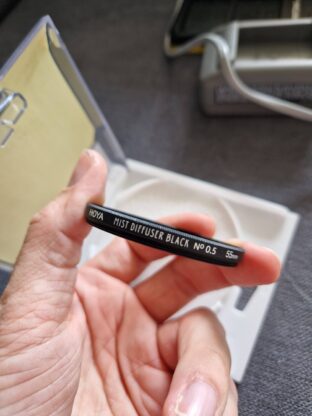 HOYA MIST DIFFUSER BLACK Nº 0.5 55mm